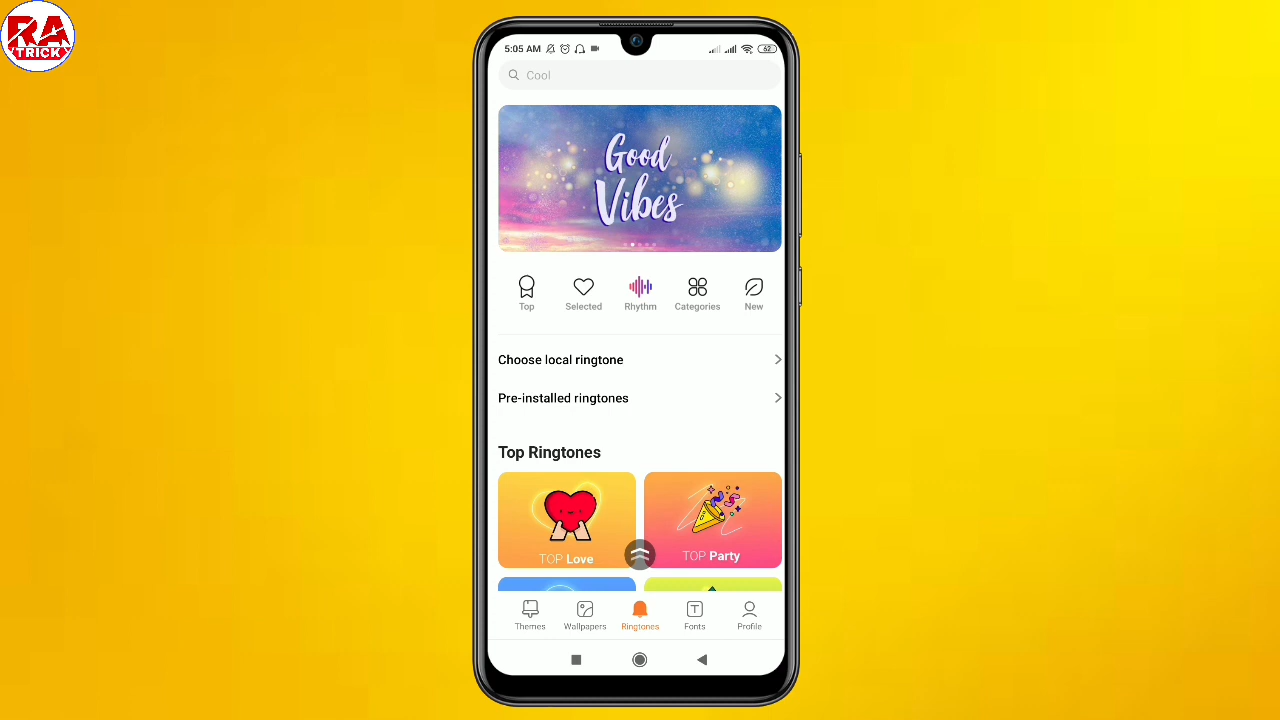 RA
TRICK
5:05 AM
62
Cool
Good
Vibes
Top
Selected
Rhythm
Categories
New
Choose local ringtone
Pre-installed ringtones
Top Ringtones
TOP Love
TOP Party
Themes
Wallpapers
Ringtones
T
Fonts
Profile